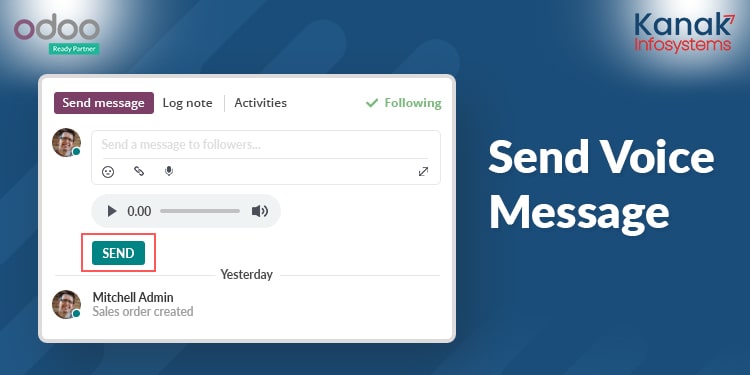 odoo
Ready Partner
Kanak
Infosystems
Send message Log note Activities Following
Send a message to followers...
0.00
SEND
Yesterday
Mitchell Admin
Sales order created
Send Voice
Message